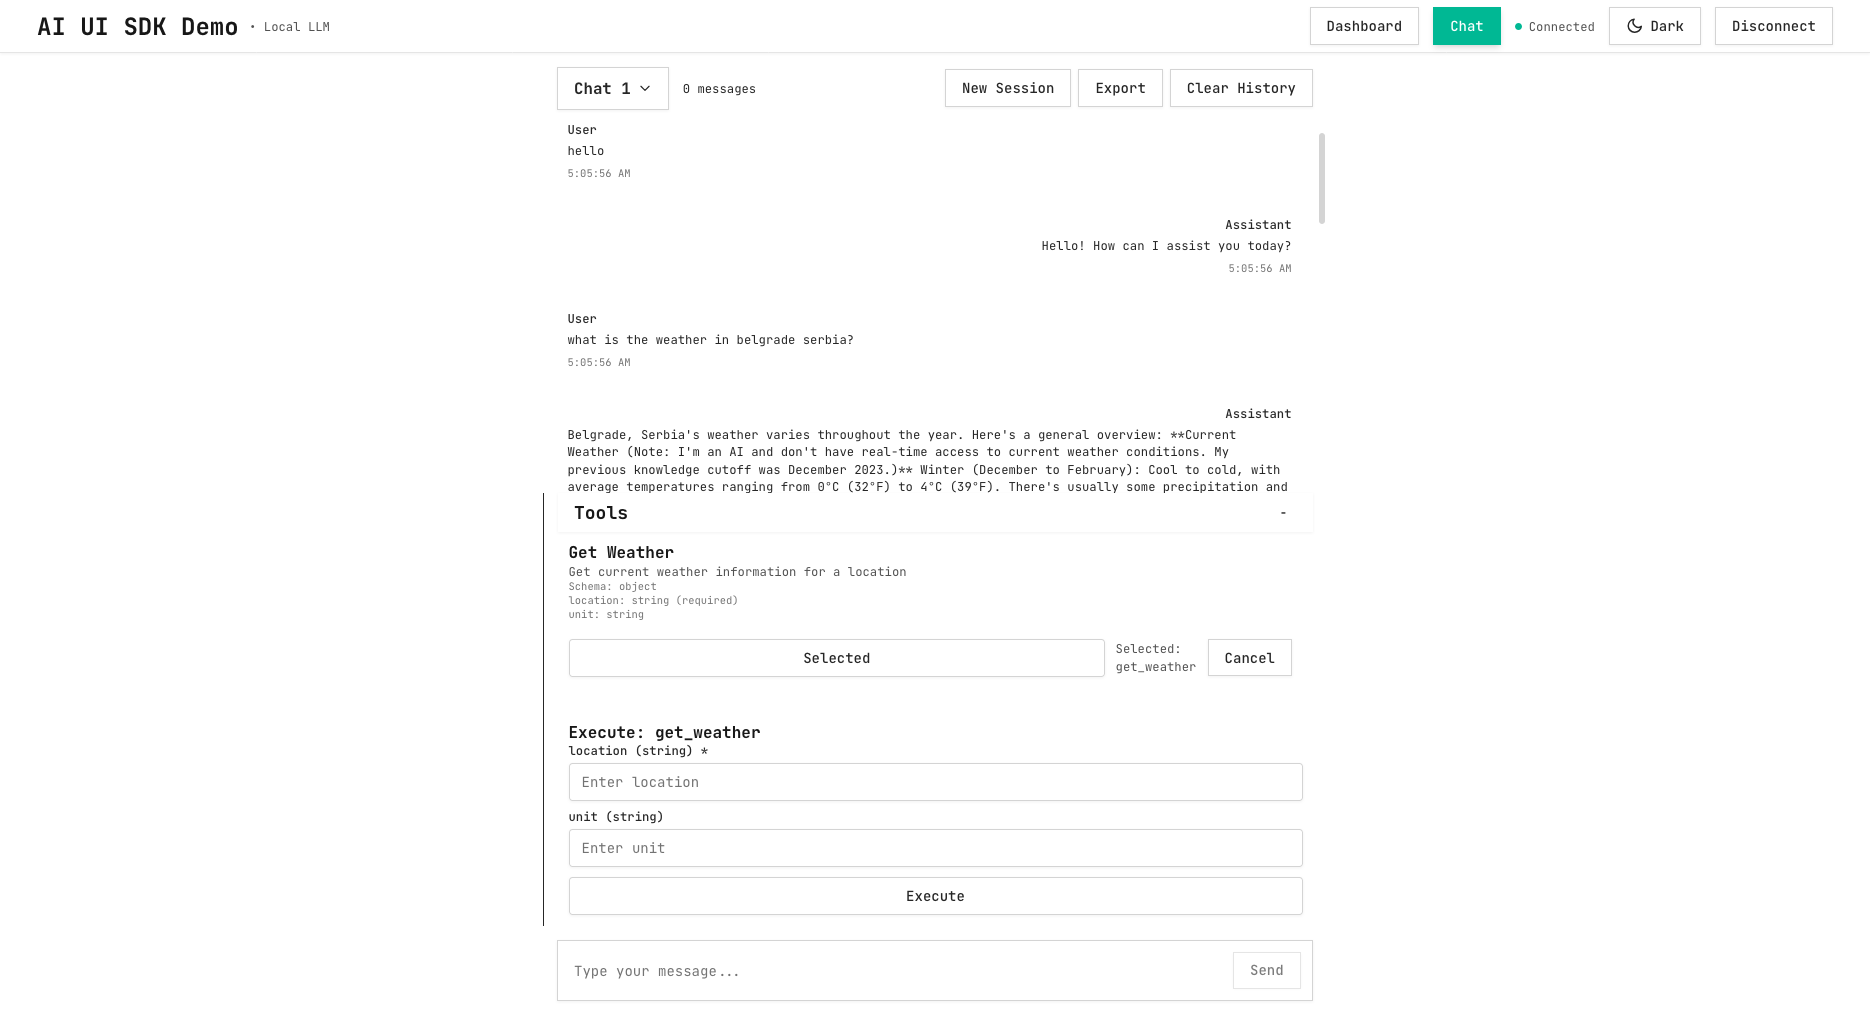 AI UI SDK Demo • Local LLM
Dashboard
Chat
Connected
Dark
Disconnect
Chat 1
0 messages
New Session
Export
Clear History
User
hello
5:05:56 AM
Assistant
Hello! How can I assist you today?
5:05:56 AM
User
what is the weather in belgrade serbia?
5:05:56 AM
Assistant
Belgrade, Serbia's weather varies throughout the year. Here's a general overview: **Current
Weather (Note: I'm an AI and don't have real-time access to current weather conditions. My
previous knowledge cutoff was December 2023.)** Winter (December to February): Cool to cold, with
average temperatures ranging from 0°C (32°F) to 4°C (39°F). There's usually some precipitation and
Tools
-
Get Weather
Get current weather information for a location
Schema: object
location: string (required)
unit: string
Selected
Selected:
get_weather
Cancel
Execute: get_weather
location (string) *
Enter location
unit (string)
Enter unit
Execute
Type your message...
Send